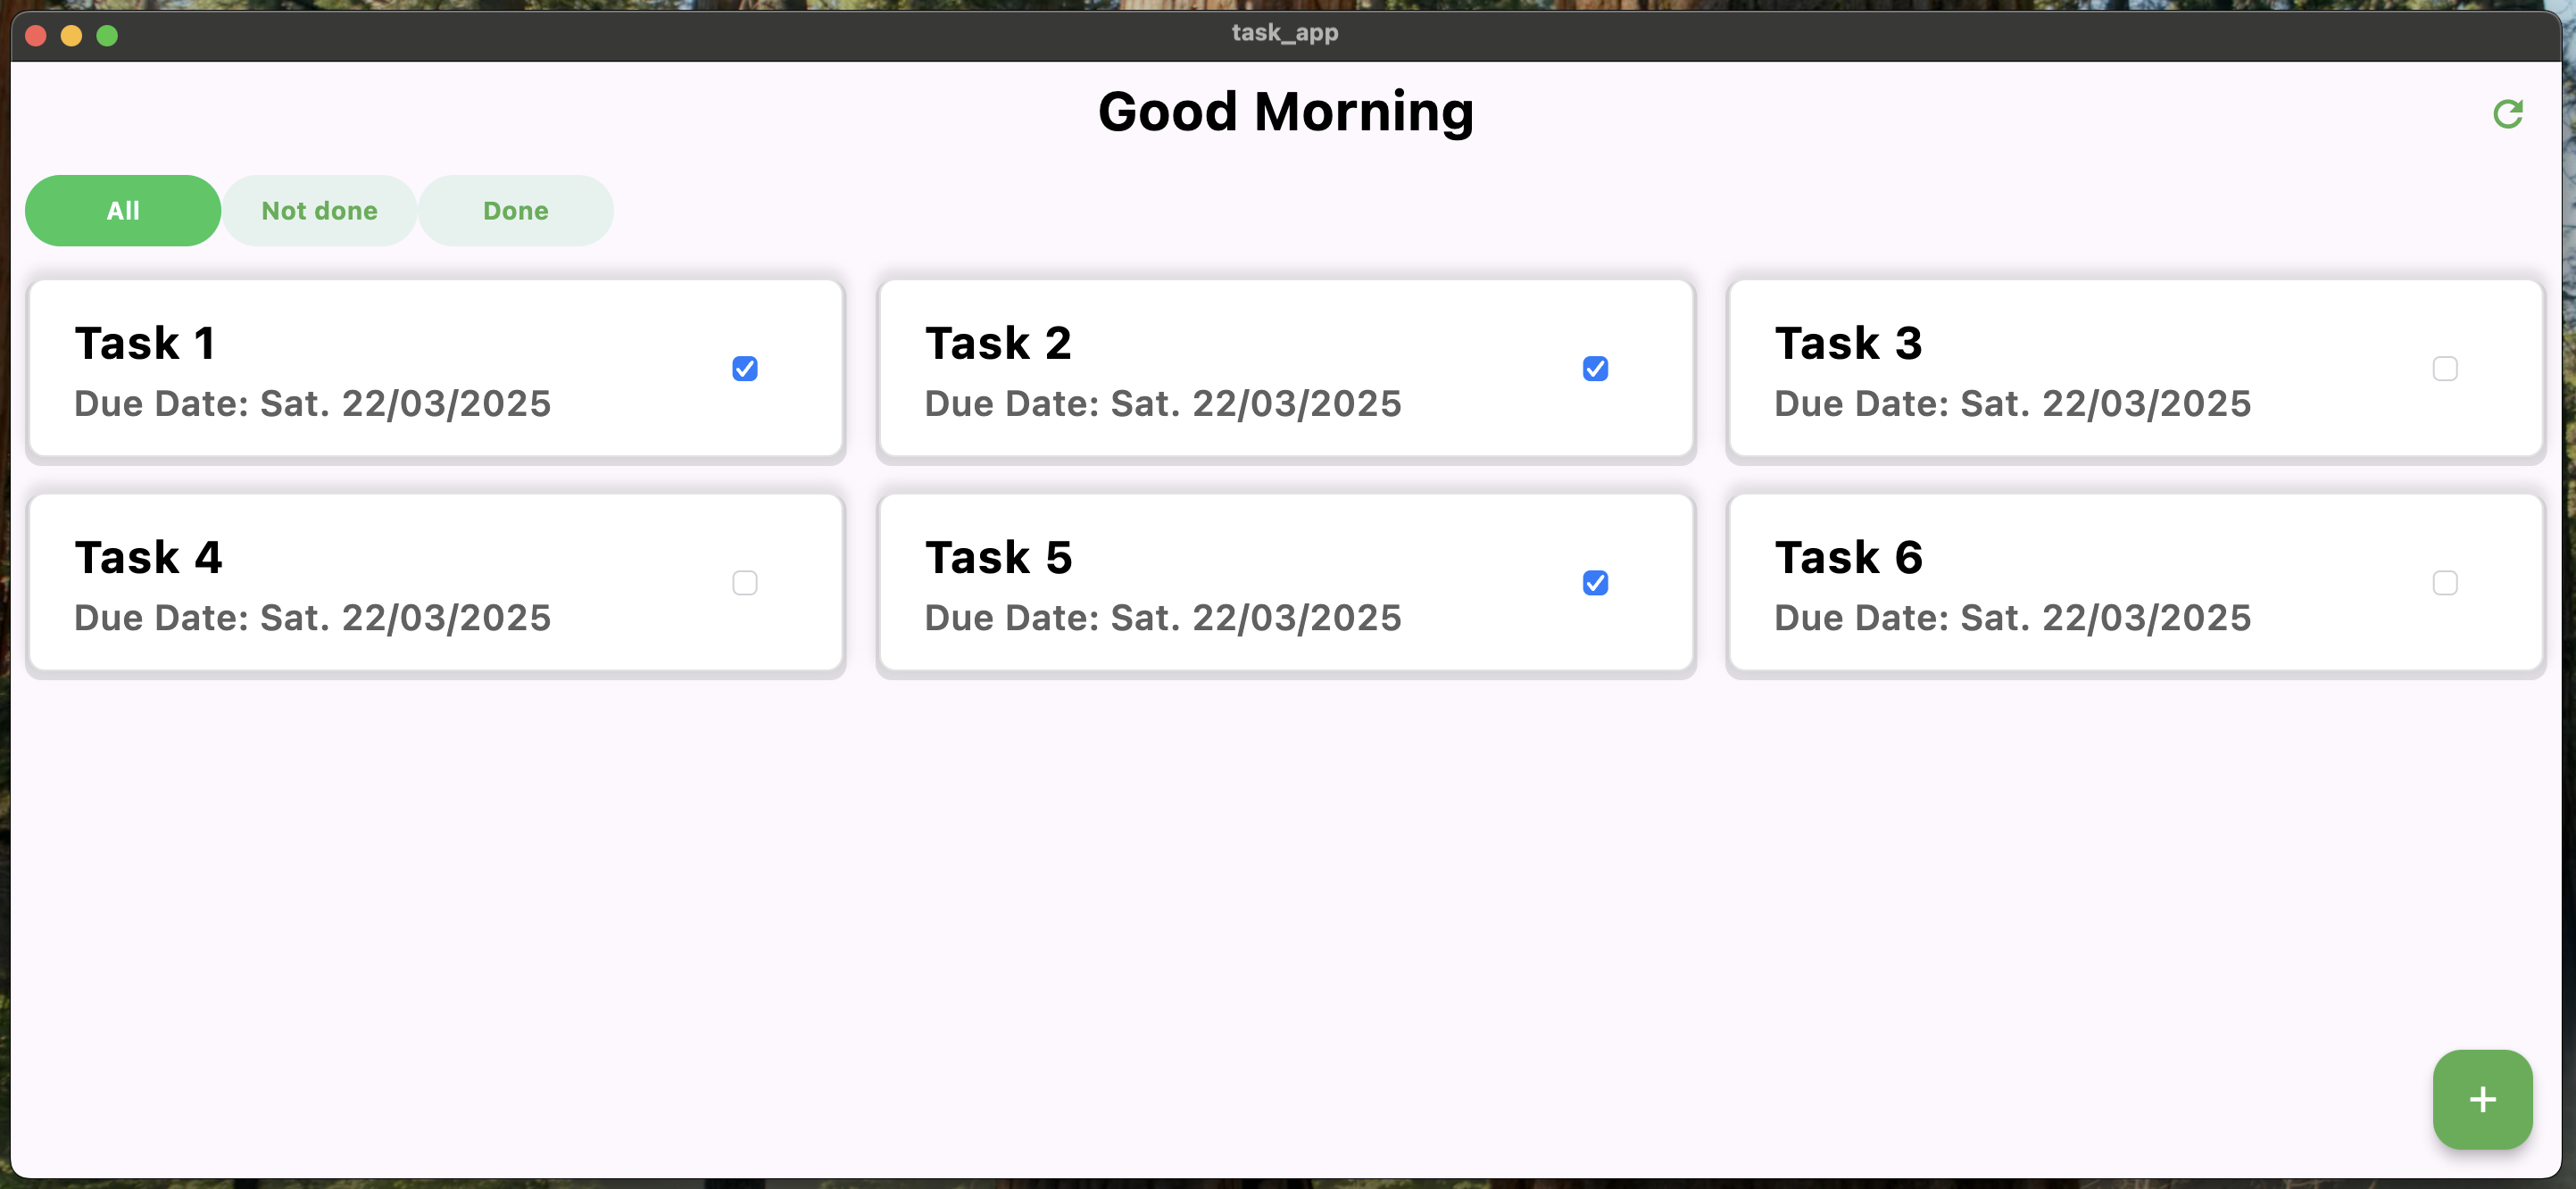 task_app
Good Morning
All
Not done
Done
Task 1
Due Date: Sat. 22/03/2025
Task 2
Due Date: Sat. 22/03/2025
Task 3
Due Date: Sat. 22/03/2025
Task 4
Due Date: Sat. 22/03/2025
Task 5
Due Date: Sat. 22/03/2025
Task 6
Due Date: Sat. 22/03/2025
+